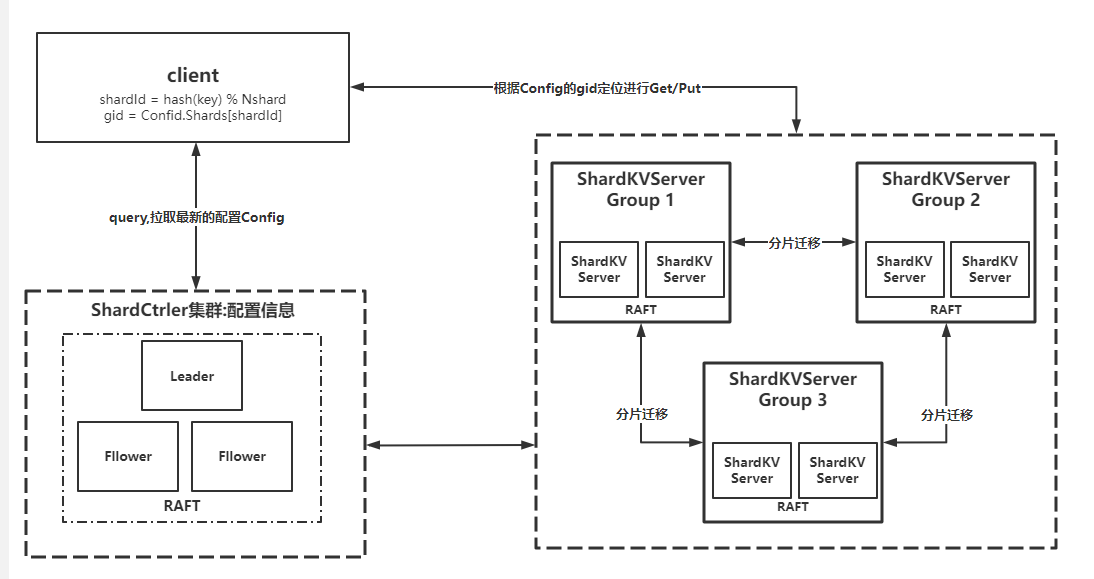 client
shardId = hash(key) % Nshard
gid = Confid.Shards[shardId]
根据Config的gid定位进行Get/Put
query,拉取最新的配置Config
ShardCtrler集群:配置信息
Leader
Fllower
Fllower
RAFT
ShardKVServer
Group 1
ShardKV
Server
ShardKV
Server
RAFT
分片迁移
ShardKVServer
Group 2
ShardKV
Server
ShardKV
Server
RAFT
分片迁移
分片迁移
ShardKVServer
Group 3
ShardKV
Server
ShardKV
Server
RAFT